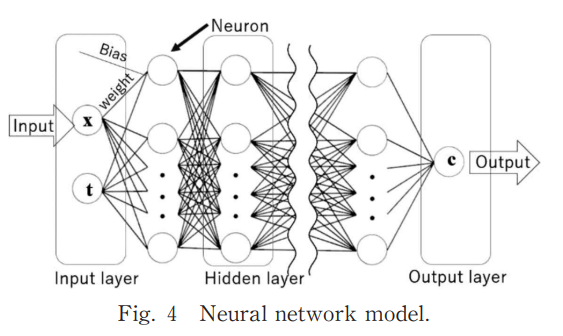 Neuron
Bias
weight
Input
x
t
c
Output
Input layer
Hidden layer
Output layer
Fig. 4 Neural network model.